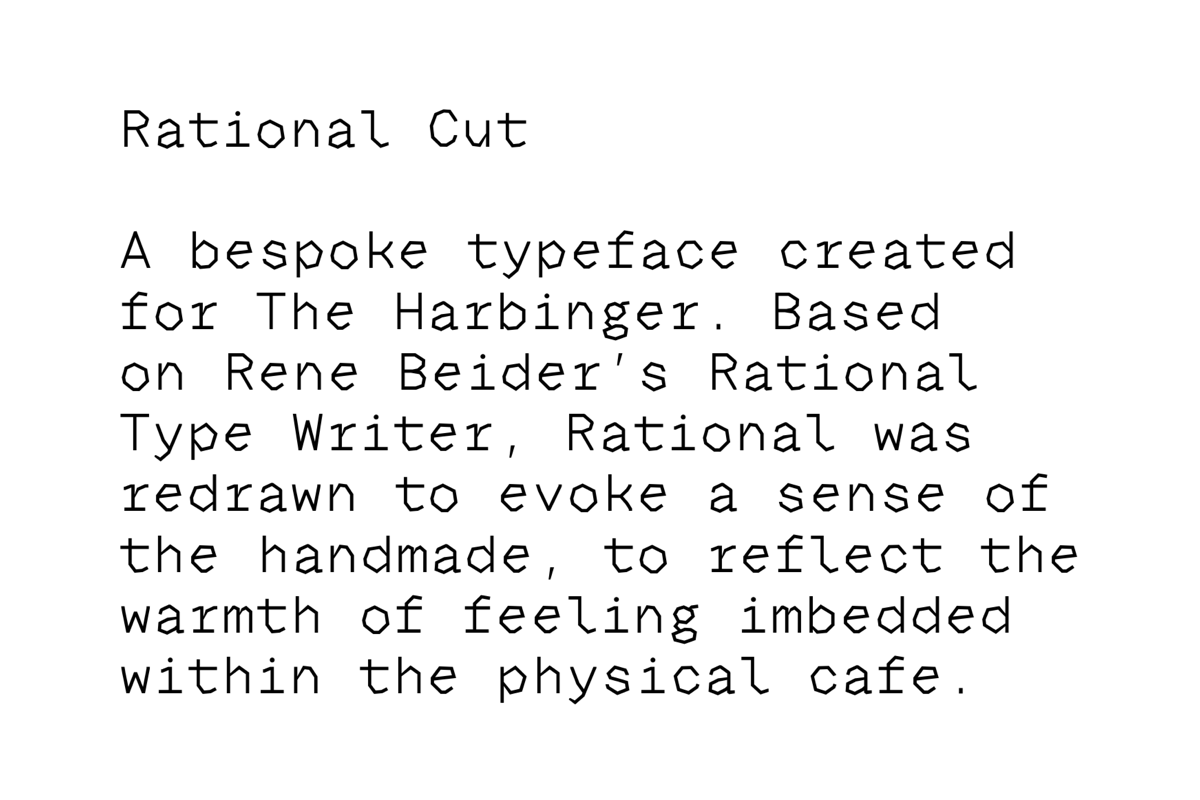 Rational Cut
A bespoke typeface created
for The Harbinger. Based
on Rene Beider's Rational
Type Writer, Rational was
redrawn to evoke a sense of
the handmade, to reflect the
warmth of feeling imbedded
within the physical cafe.